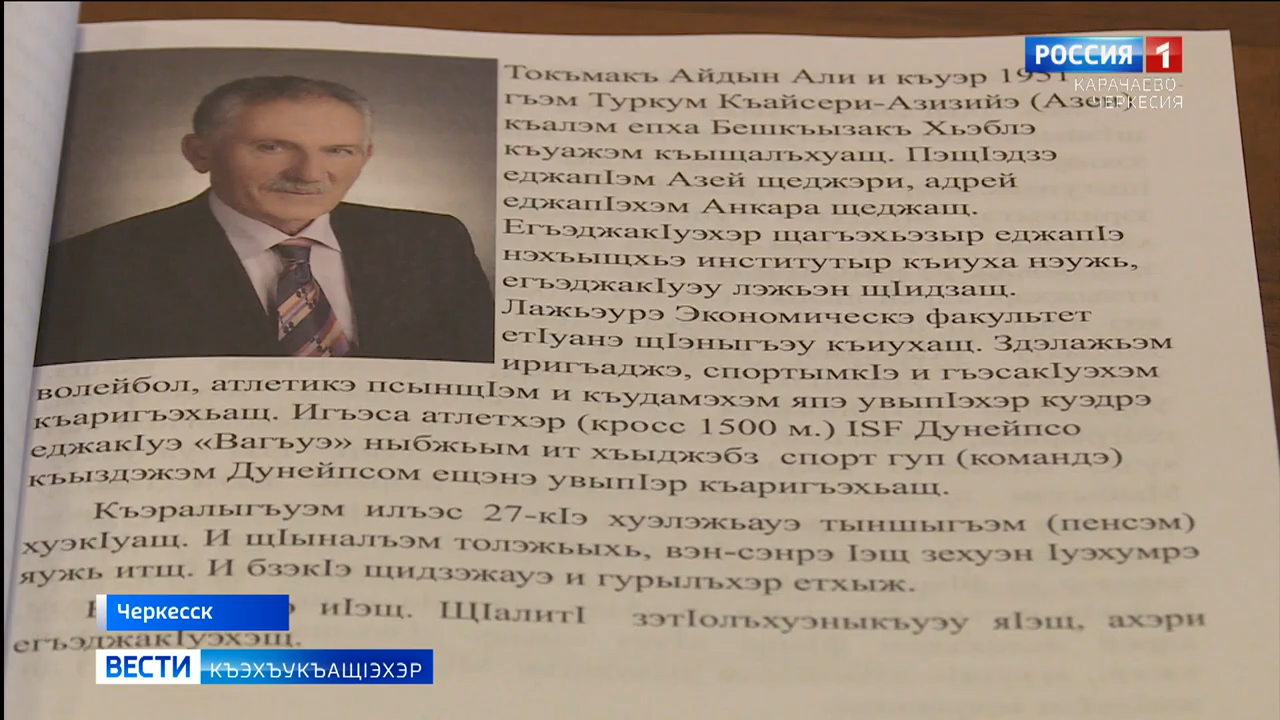 Токъмакъ Айдын Али и къуэр 1951
гъэм Туркум Къайсери-Азизийэ (Азей)
къалэм епха Бешкъызакъ Хьэблэ
къуажэм къыщалъхуащ. ПэщIэдзэ
еджапIэм Азей щеджэри, адрей
еджапIэхэм Анкара щеджащ.
ЕгъэджакIуэхэр щагъэхьэзыр еджапIэ
нэхъыщхьэ институтыр къиуха нэужь,
егъэджакIуэу лэжьэн щIидзащ.
Лажьэурэ Экономическэ факультет
етIуанэ щIэныгъэу къиухащ. Здэлажьэм
иригъаджэ, спортымкIэ и гъэсакIуэхэм
волейбол, атлетикэ псынщIэм и къудамэхэм япэ увыпIэхэр куэдрэ
къаригъэхьащ. Игъэса атлетхэр (кросс 1500 м.) ISF Дунейпсо
еджакIуэ «Вагъуэ» ныбжьым ит хъыджэбз спорт гуп (командэ)
къыздэжэм Дунейпсом ещэнэ увыпIэр къаригъэхьащ.
Къэралыгъуэм илъэс 27-кIэ хуэлэжьауэ тыншыгъэм (пенсэм)
хуэкIуащ. И щIыналъэм толэжьыхь, вэн-сэнрэ Iэщ зехуэн Iуэхумрэ
яужь итщ. И бзэкIэ щидзэжауэ и гурылъхэр етхыж.
иIэщ. ЩIалитI зэтIолъхуэныкъуэу яIэщ, ахэри
егъэджакIуэхэщ.
РОССИЯ 1
КАРАЧАЕВО
ЧЕРКЕСИЯ
Черкесск
ВЕСТИ КЪЭХЪУКЪАЩIЭХЭР